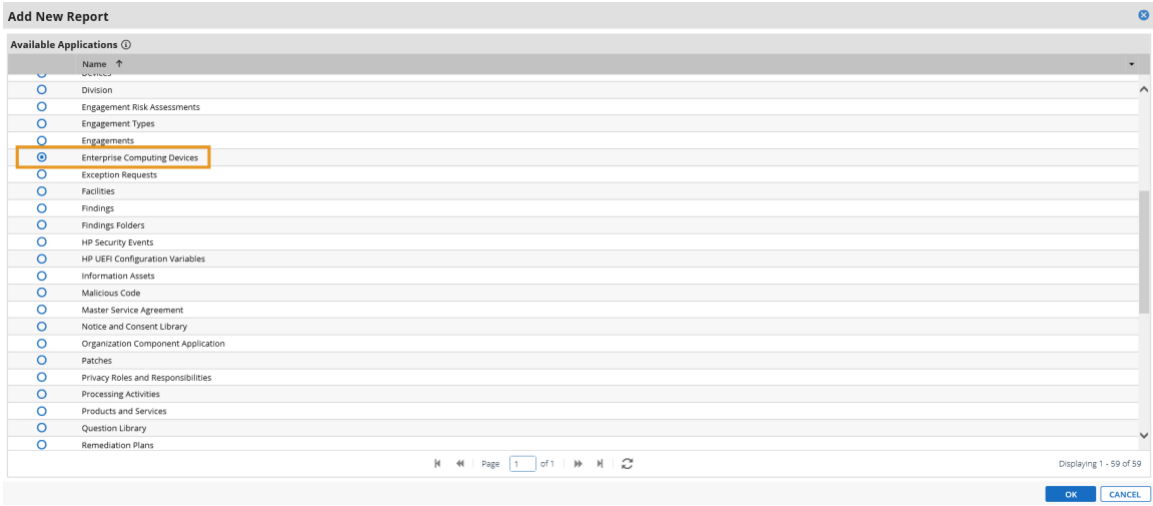 Add New Report
Available Applications
Name
Devices
Division
Engagement Risk Assessments
Engagement Types
Engagements
Enterprise Computing Devices
Exception Requests
Facilities
Findings
Findings Folders
HP Security Events
HP UEFI Configuration Variables
Information Assets
Malicious Code
Master Service Agreement
Notice and Consent Library
Organization Component Application
Patches
Privacy Roles and Responsibilities
Processing Activities
Products and Services
Question Library
Remediation Plans
Page 1 of 1 Displaying 1 - 59 of 59
OK CANCEL